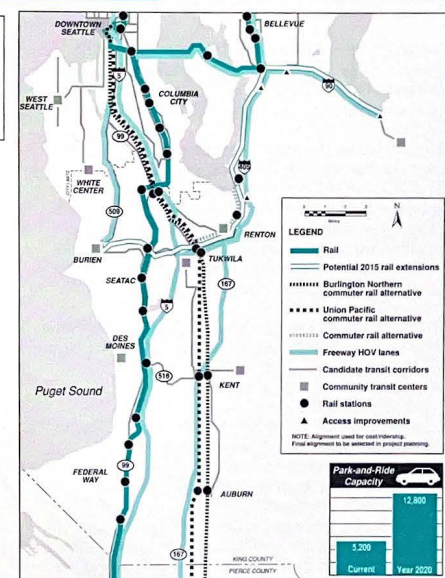 DOWNTOWN
SEATTLE
BELLEVUE
5
90
COLUMBIA
CITY
WEST
SEATTLE
99
405
WHITE
CENTER
CITY LIMITS
509
RENTON
BURIEN
TUKWILA
SEATAC
167
5
DES
MOINES
Puget Sound
516
KENT
FEDERAL
WAY
99
AUBURN
167
KING COUNTY
PIERCE COUNTY
Miles
N
LEGEND
Rail
Potential 2015 rail extensions
Burlington Northern
commuter rail alternative
Union Pacific
commuter rail alternative
Commuter rail alternative
Freeway HOV lanes
Candidate transit corridors
Community transit centers
Rail stations
Access improvements
NOTE: Alignment used for cost/ridership.
Final alignment to be selected in project planning.
Park-and-Ride
Capacity
12,800
5,200
Current
Year 2020